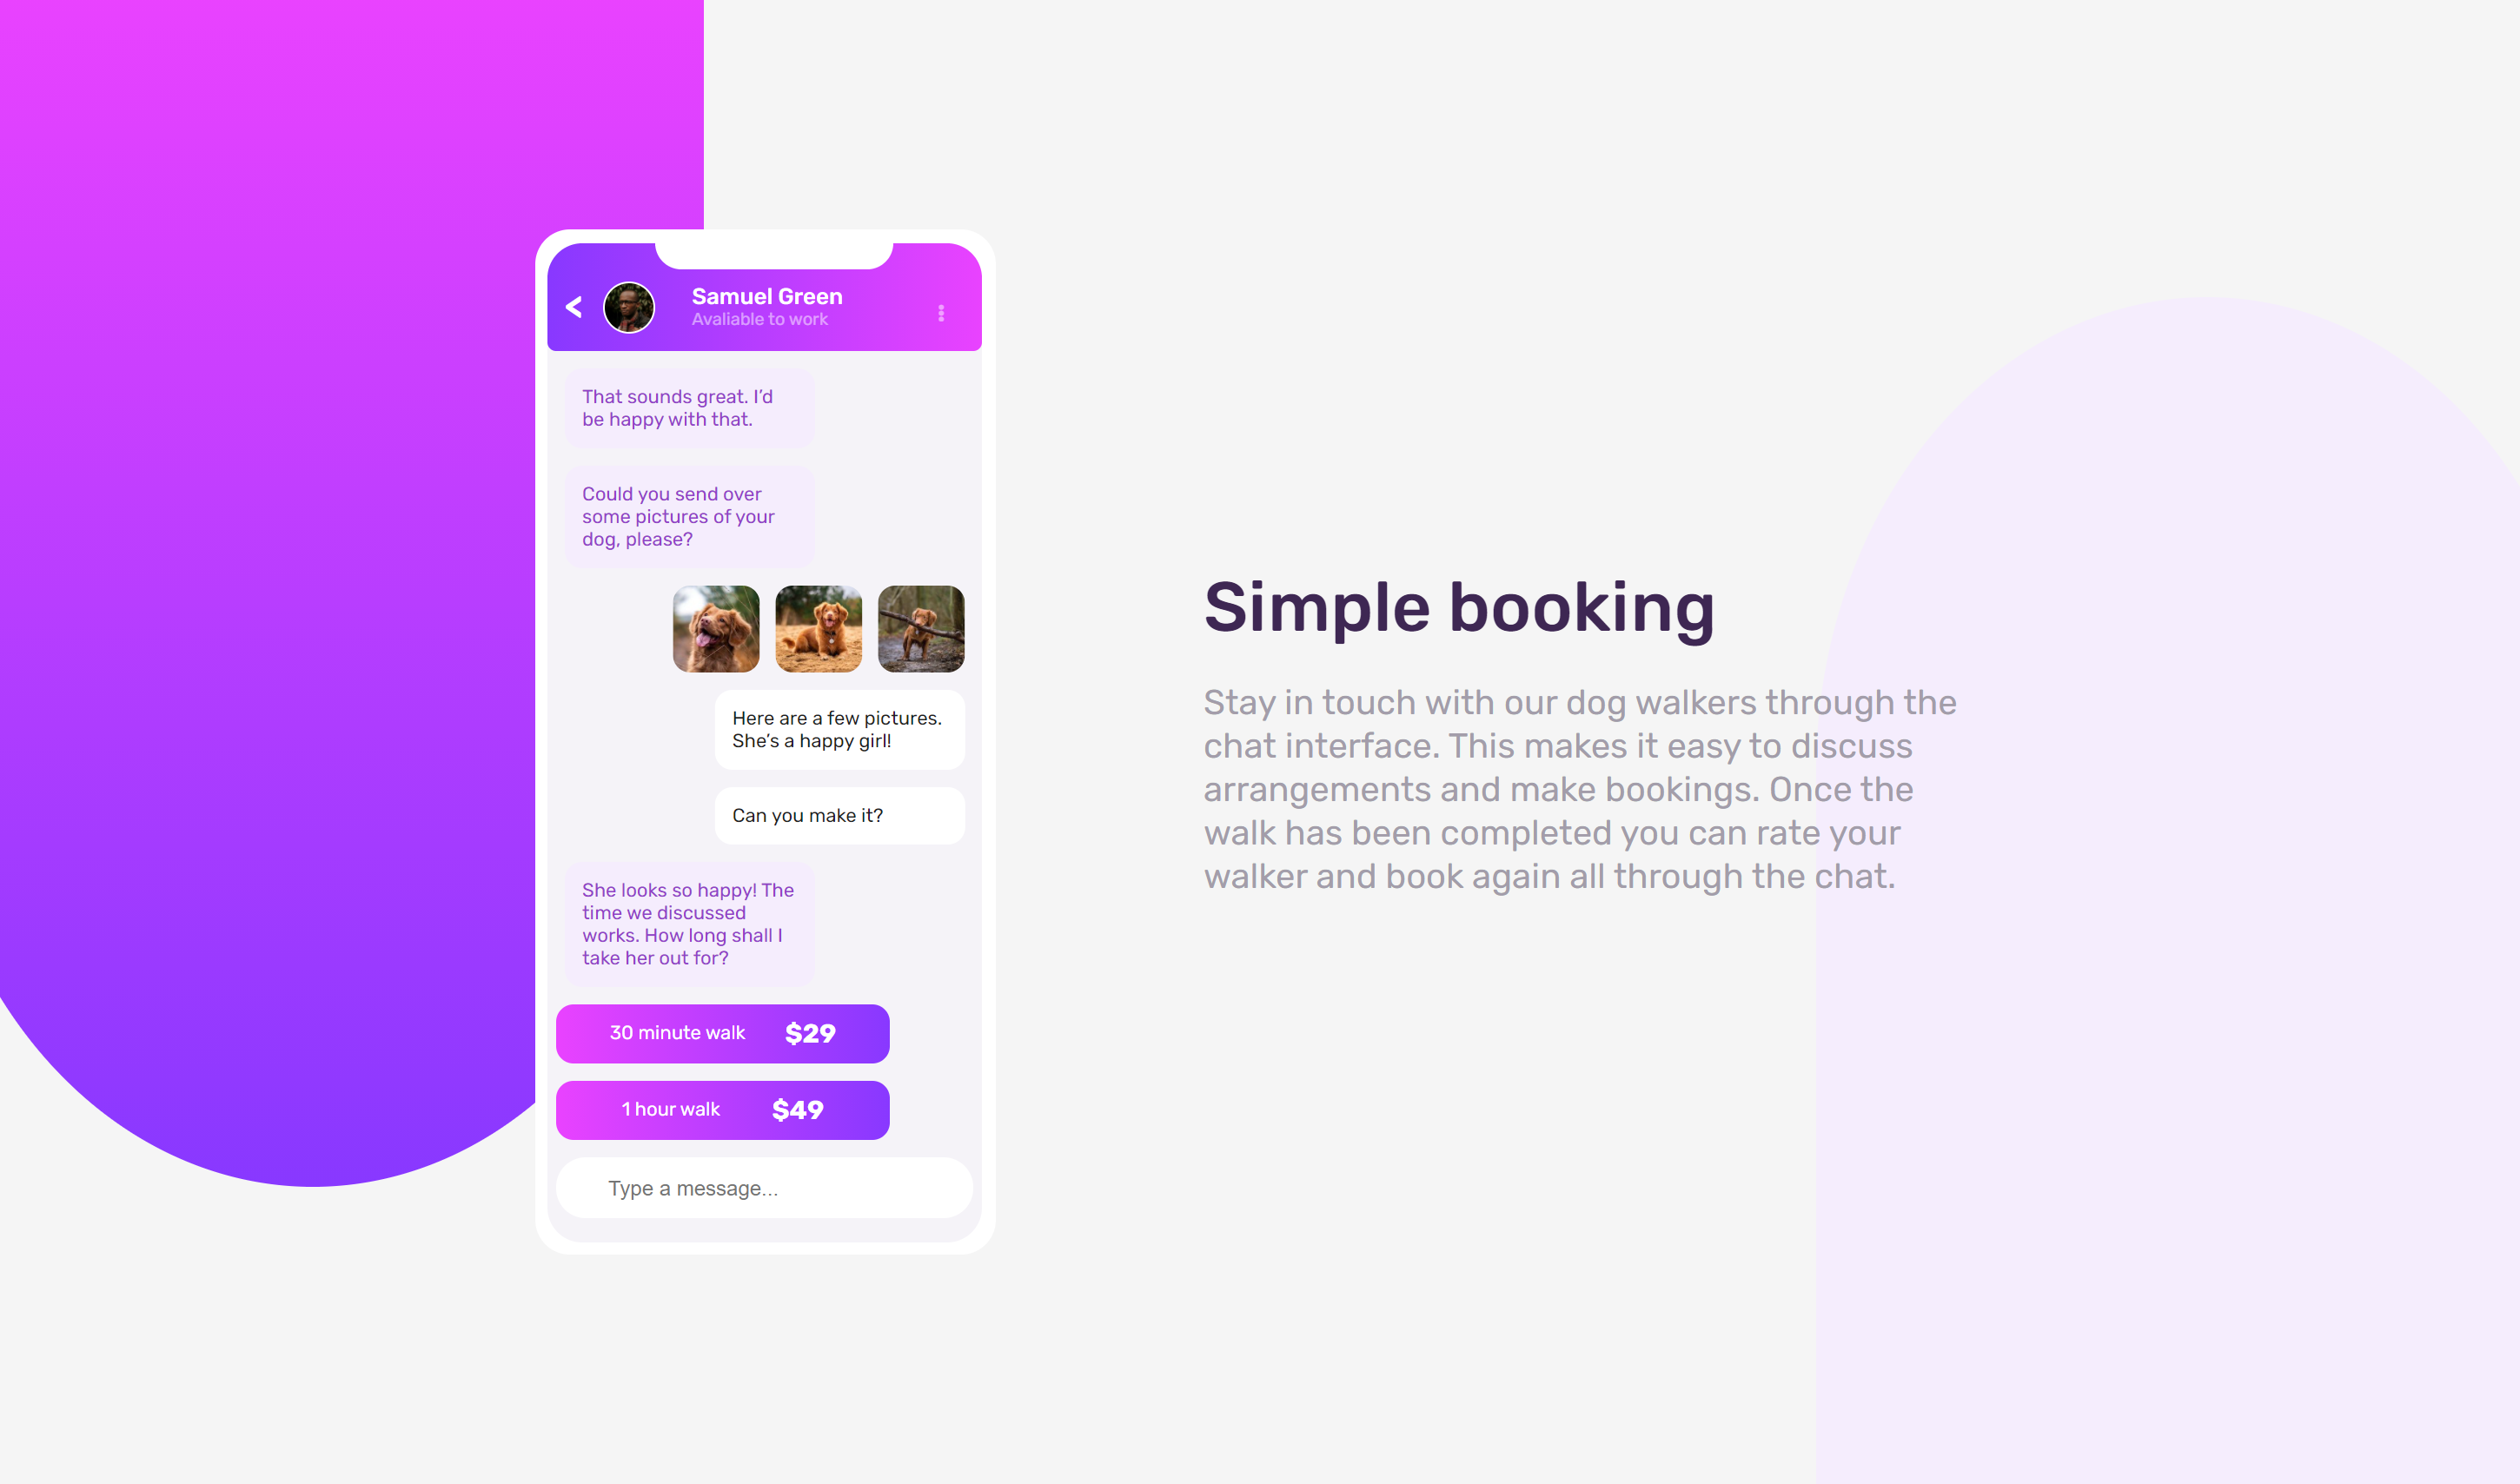 Samuel Green
Avaliable to work
That sounds great. I’d
be happy with that.
Could you send over
some pictures of your
dog, please?
Here are a few pictures.
She’s a happy girl!
Can you make it?
She looks so happy! The
time we discussed
works. How long shall I
take her out for?
30 minute walk $29
1 hour walk $49
Type a message...
Simple booking
Stay in touch with our dog walkers through the
chat interface. This makes it easy to discuss
arrangements and make bookings. Once the
walk has been completed you can rate your
walker and book again all through the chat.